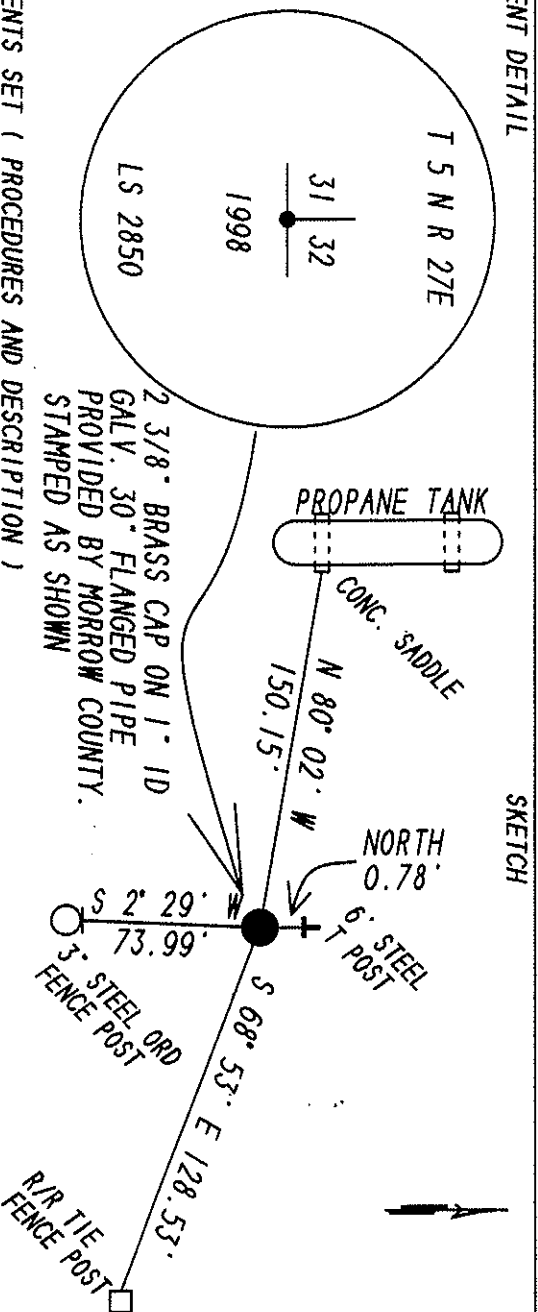 ENT DETAIL
SKETCH
T 5 N R 27E
31 32
1998
LS 2850
2 3/8" BRASS CAP ON 1" ID
GALV. 30" FLANGED PIPE
PROVIDED BY MORROW COUNTY.
STAMPED AS SHOWN
PROPANE TANK
CONC. SADDLE
N 80° 02' W
150.15'
NORTH
0.78'
6' STEEL
T POST
S 2° 29' W
73.99'
3" STEEL ORD
FENCE POST
S 68° 53' E 128.53'
R/R TIE
FENCE POST
ENTS SET ( PROCEDURES AND DESCRIPTION )